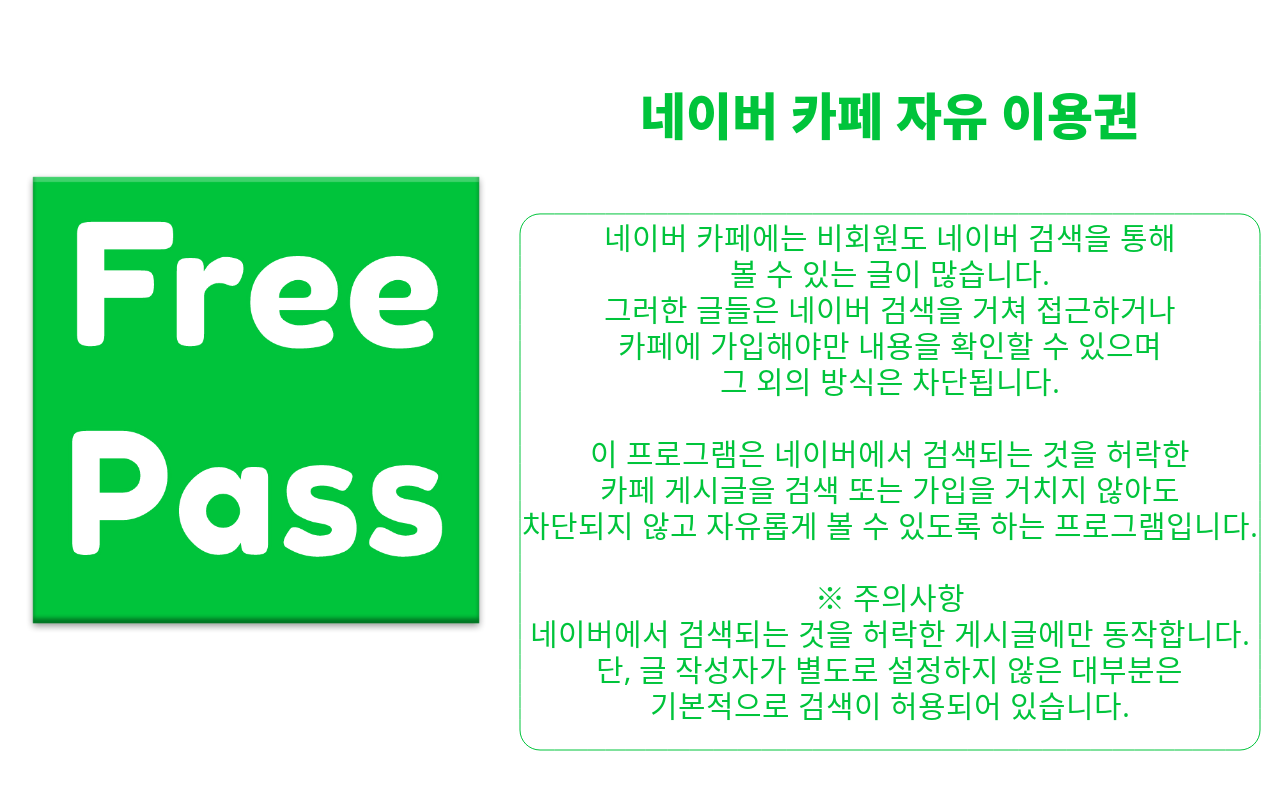 Free
Pass
네이버 카페 자유 이용권
네이버 카페에는 비회원도 네이버 검색을 통해
볼 수 있는 글이 많습니다.
그러한 글들은 네이버 검색을 거쳐 접근하거나
카페에 가입해야만 내용을 확인할 수 있으며
그 외의 방식은 차단됩니다.
이 프로그램은 네이버에서 검색되는 것을 허락한
카페 게시글을 검색 또는 가입을 거치지 않아도
차단되지 않고 자유롭게 볼 수 있도록 하는 프로그램입니다.
※ 주의사항
네이버에서 검색되는 것을 허락한 게시글에만 동작합니다.
단, 글 작성자가 별도로 설정하지 않은 대부분은
기본적으로 검색이 허용되어 있습니다.